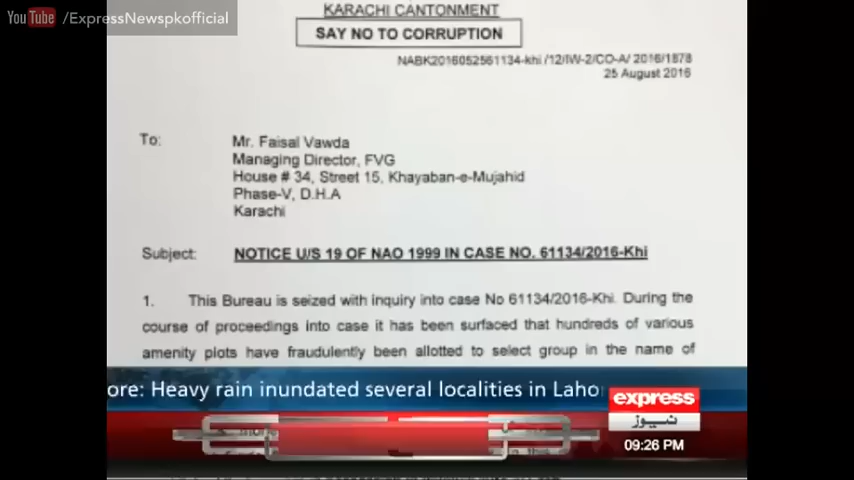 YouTube /ExpressNewspkofficial
KARACHI CANTONMENT
SAY NO TO CORRUPTION
NABK2016052561134-khi /12/IW-2/CO-A/ 2016/1878
25 August 2016
To: Mr. Faisal Vawda
Managing Director, FVG
House # 34, Street 15, Khayaban-e-Mujahid
Phase-V, D.H.A
Karachi
Subject: NOTICE U/S 19 OF NAO 1999 IN CASE NO. 61134/2016-Khi
1. This Bureau is seized with inquiry into case No 61134/2016-Khi. During the
course of proceedings into case it has been surfaced that hundreds of various
amenity plots have fraudulently been allotted to select group in the name of
ore: Heavy rain inundated several localities in Laho
express
نیوز
09:26 PM